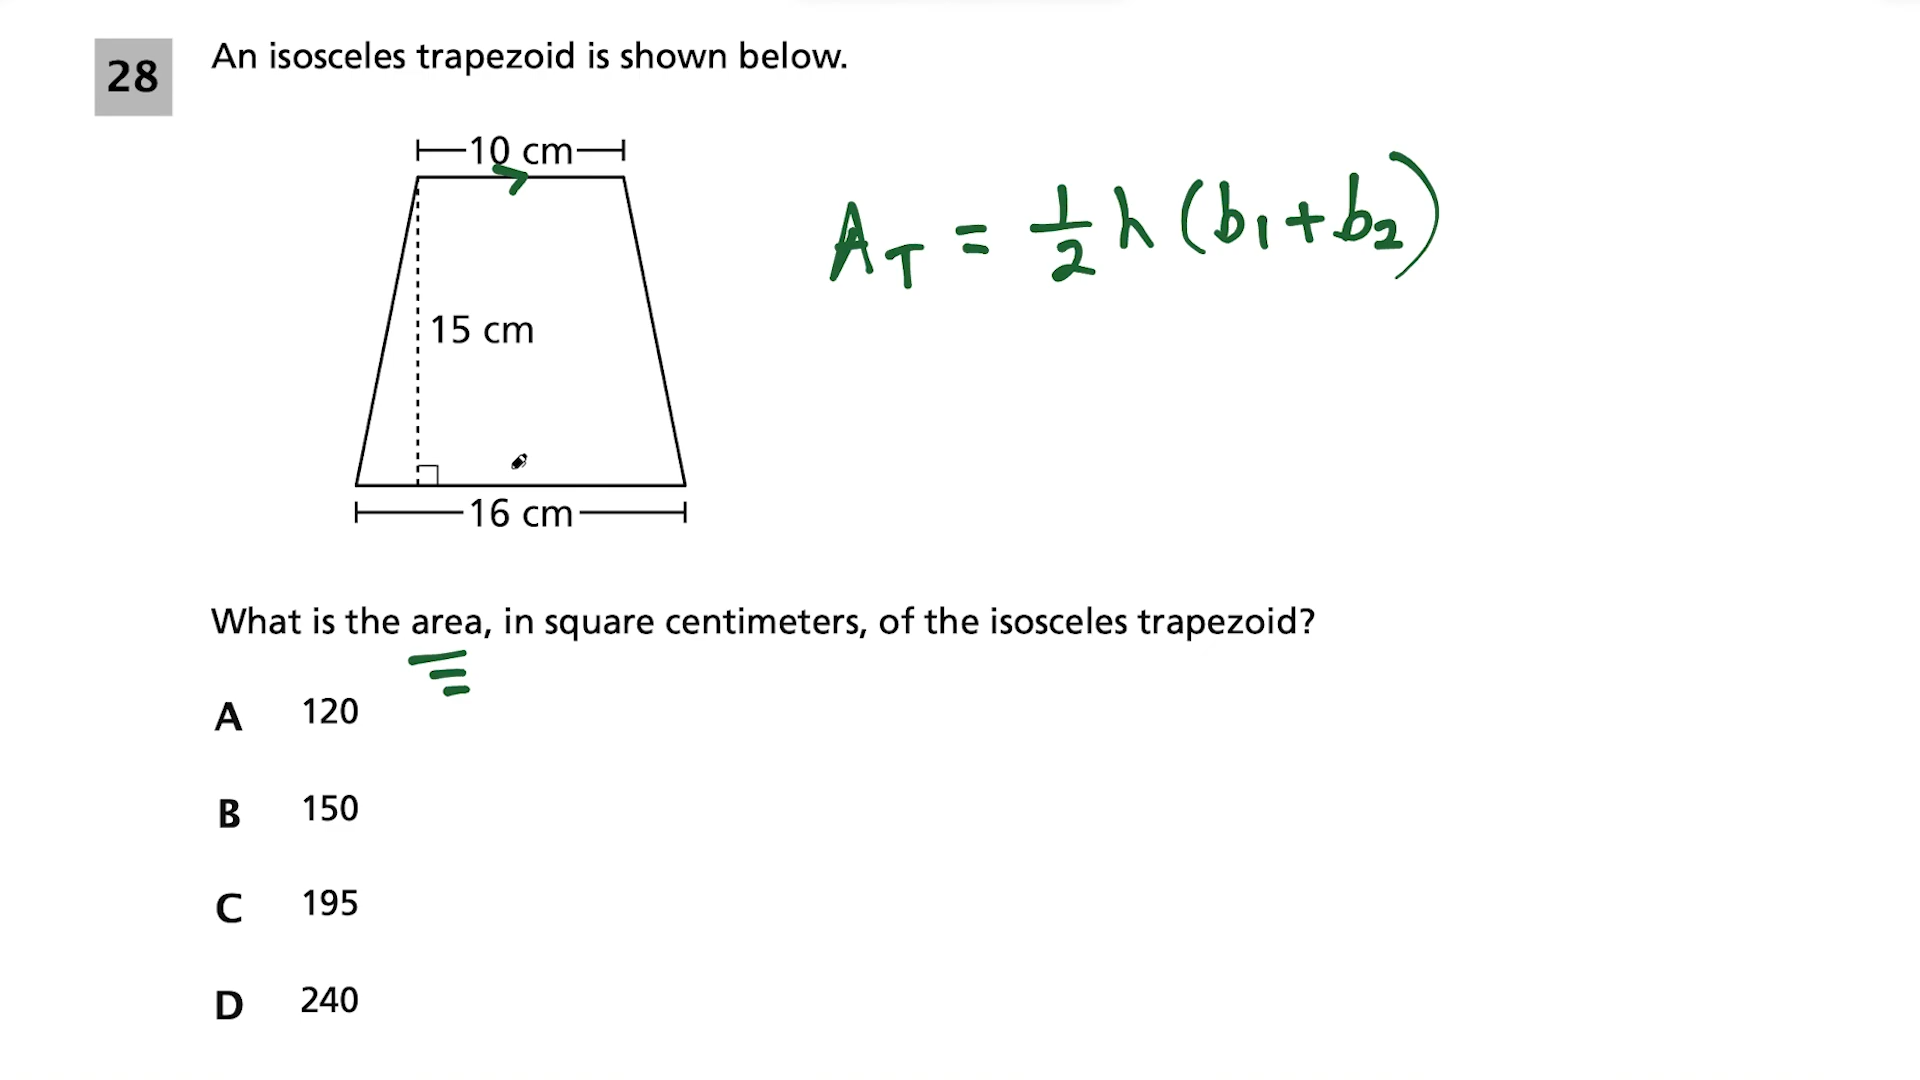 28
An isosceles trapezoid is shown below.
10 cm
A_T = 1/2 h (b1 + b2)
15 cm
16 cm
What is the area, in square centimeters, of the isosceles trapezoid?
A 120
B 150
C 195
D 240